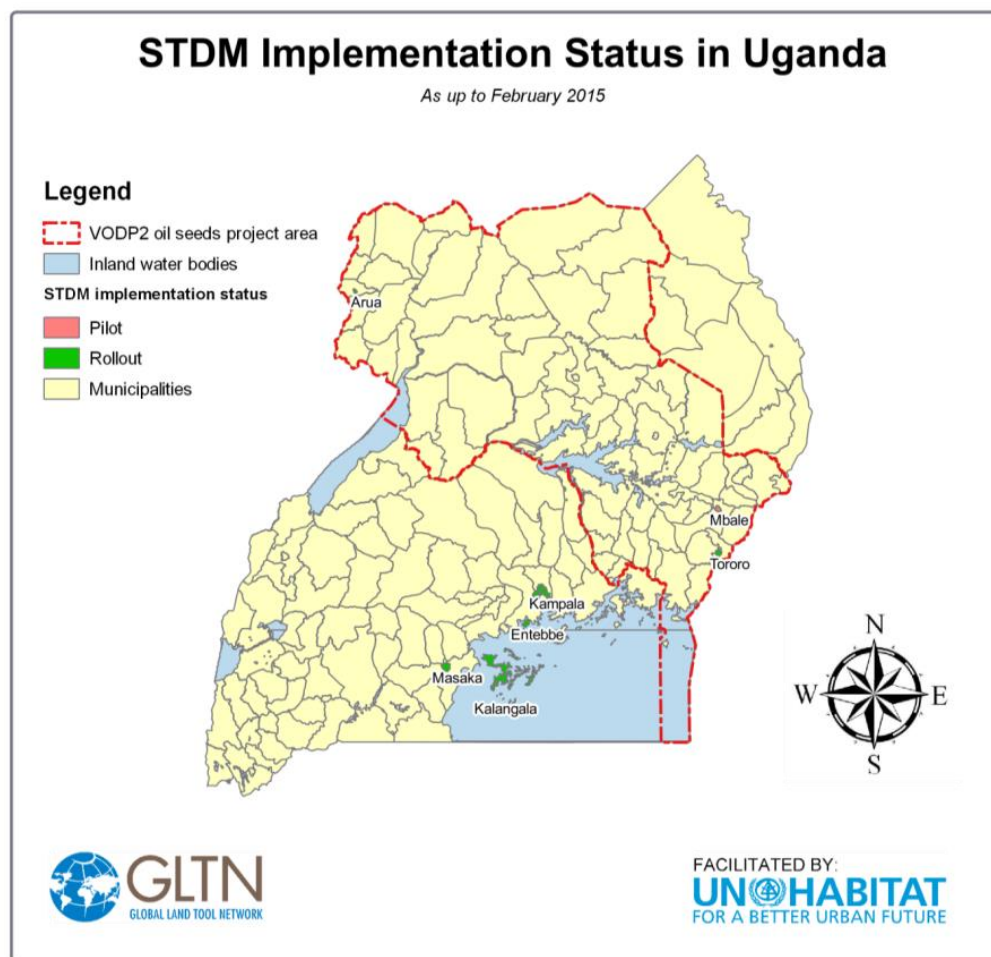 STDM Implementation Status in Uganda
As up to February 2015
Legend
VODP2 oil seeds project area
Inland water bodies
STDM implementation status
Pilot
Rollout
Municipalities
Arua
Mbale
Tororo
Kampala
Entebbe
Masaka
Kalangala
N
W E
S
GLTN
GLOBAL LAND TOOL NETWORK
FACILITATED BY:
UN HABITAT
FOR A BETTER URBAN FUTURE